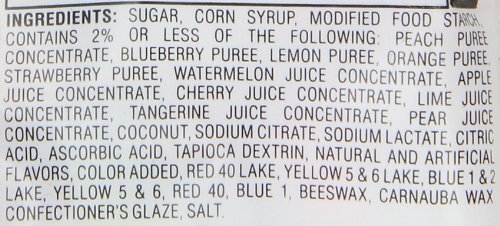 INGREDIENTS: SUGAR, CORN SYRUP, MODIFIED FOOD STARCH,
CONTAINS 2% OR LESS OF THE FOLLOWING: PEACH PUREE
CONCENTRATE, BLUEBERRY PUREE, LEMON PUREE, ORANGE PUREE,
STRAWBERRY PUREE, WATERMELON JUICE CONCENTRATE, APPLE
JUICE CONCENTRATE, CHERRY JUICE CONCENTRATE, LIME JUICE
CONCENTRATE, TANGERINE JUICE CONCENTRATE, PEAR JUICE
CONCENTRATE, COCONUT, SODIUM CITRATE, SODIUM LACTATE, CITRIC
ACID, ASCORBIC ACID, TAPIOCA DEXTRIN, NATURAL AND ARTIFICIAL
FLAVORS, COLOR ADDED, RED 40 LAKE, YELLOW 5 & 6 LAKE, BLUE 1 & 2
LAKE, YELLOW 5 & 6, RED 40, BLUE 1, BEESWAX, CARNAUBA WAX
CONFECTIONER'S GLAZE, SALT.